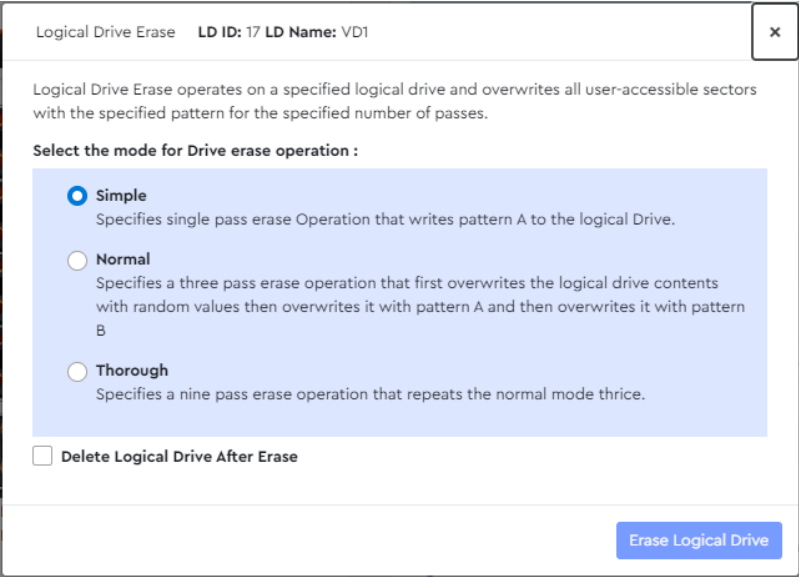 Logical Drive Erase LD ID: 17 LD Name: VD1
×
Logical Drive Erase operates on a specified logical drive and overwrites all user-accessible sectors
with the specified pattern for the specified number of passes.
Select the mode for Drive erase operation :
Simple
Specifies single pass erase Operation that writes pattern A to the logical Drive.
Normal
Specifies a three pass erase operation that first overwrites the logical drive contents
with random values then overwrites it with pattern A and then overwrites it with pattern
B
Thorough
Specifies a nine pass erase operation that repeats the normal mode thrice.
Delete Logical Drive After Erase
Erase Logical Drive